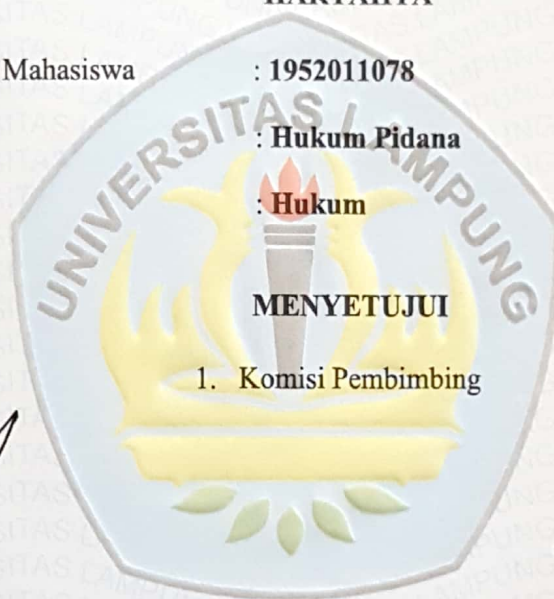 Mahasiswa : 1952011078
: Hukum Pidana
: Hukum
UNIVERSITAS LAMPUNG
MENYETUJUI
1. Komisi Pembimbing